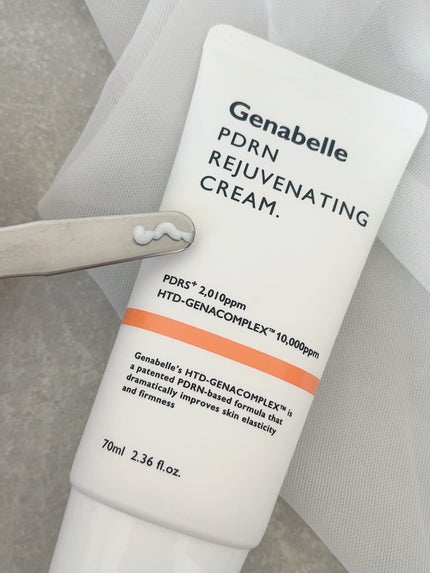 Genabelle
PDRN
REJUVENATING
CREAM.
PDRS⁺ 2,010ppm
HTD-GENACOMPLEX™ 10,000ppm
Genabelle's HTD-GENACOMPLEX™ is
a patented PDRN-based formula that
dramatically improves skin elasticity
and firmness
70ml 2.36 fl.oz.